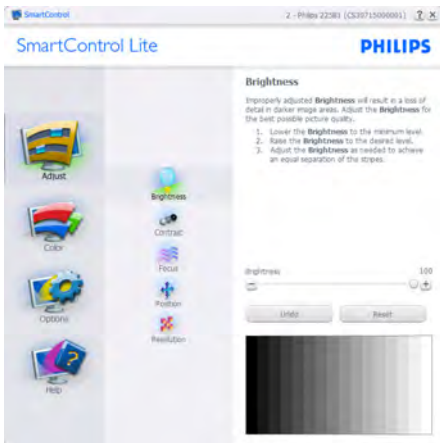 SmartControl
2 - Philips 225B1 (CS30715000001)
? X
SmartControl Lite
PHILIPS
Brightness
Improperly adjusted Brightness will result in a loss of
detail in darker image areas. Adjust the Brightness for
the best possible picture quality.
1. Lower the Brightness to the minimum level.
2. Raise the Brightness to the desired level.
3. Adjust the Brightness as needed to achieve
an equal separation of the stripes.
Adjust
Color
Options
Help
Brightness
Contrast
Focus
Position
Resolution
Brightness 100
Undo Reset